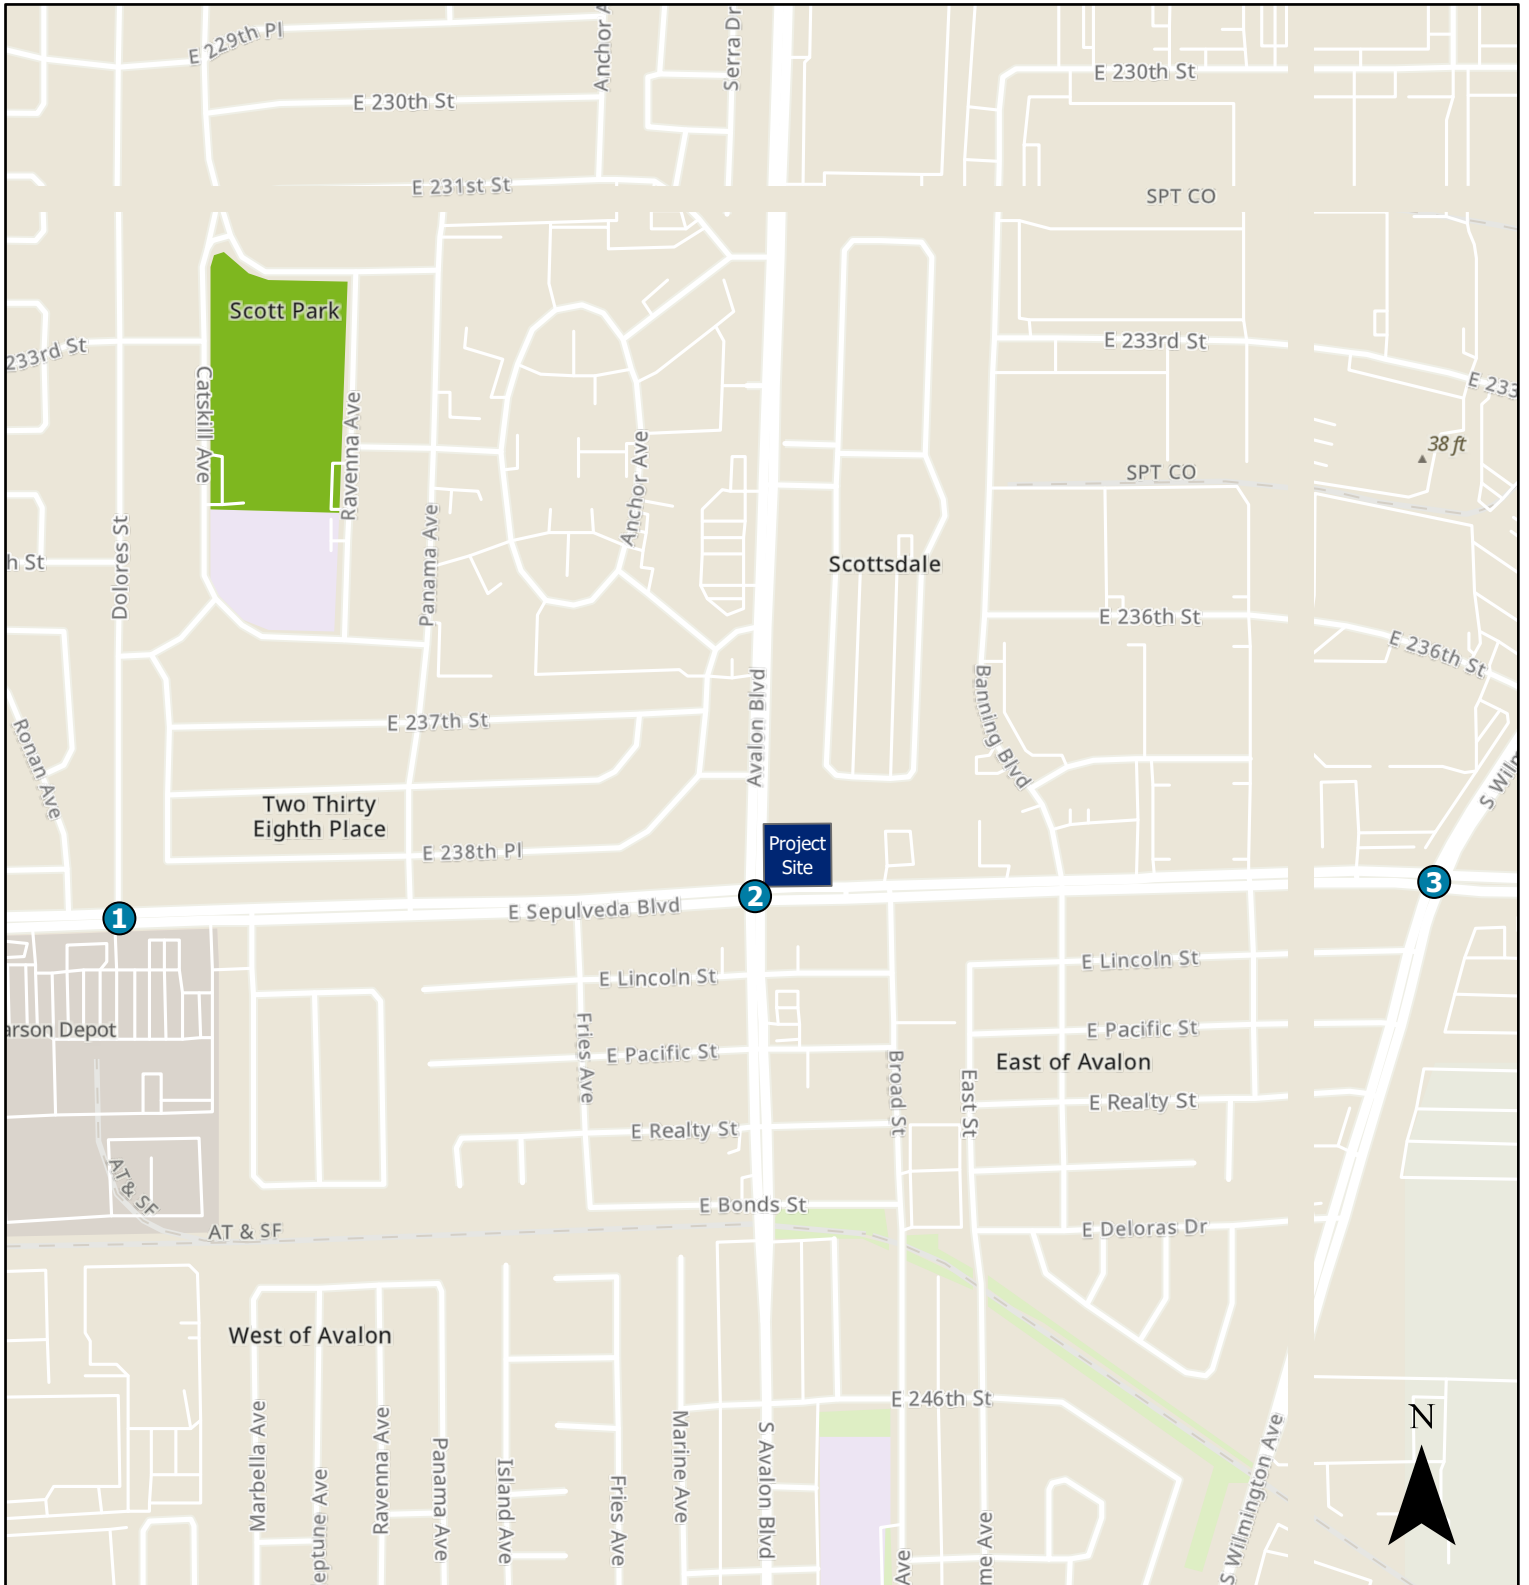 E 229th Pl
Anchor A
Serra Dr
E 230th St
E 230th St
E 231st St
SPT CO
Scott Park
233rd St
E 233rd St
E 233
Catskill Ave
Ravenna Ave
Anchor Ave
38 ft
SPT CO
Panama Ave
Dolores St
h St
Scottsdale
E 236th St
E 236th St
Avalon Blvd
Banning Blvd
E 237th St
Ronan Ave
S Wilm
Two Thirty
Eighth Place
E 238th Pl
Project
Site
1
2
3
E Sepulveda Blvd
E Lincoln St
E Lincoln St
arson Depot
Fries Ave
E Pacific St
E Pacific St
East of Avalon
Broad St
East St
E Realty St
E Realty St
AT & SF
E Bonds St
AT & SF
E Deloras Dr
West of Avalon
E 246th St
N
Marbella Ave
eptune Ave
Ravenna Ave
Panama Ave
Island Ave
Fries Ave
Marine Ave
S Avalon Blvd
Ave
me Ave
S Wilmington Ave